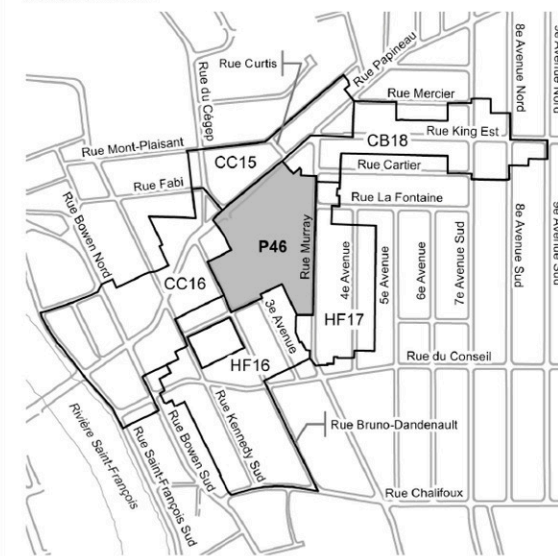 Rue Curtis
Rue Papineau
Rue du Cégep
8e Avenue Nord
Rue Mercier
Rue King Est
CB18
Rue Mont-Plaisant
CC15
Rue Cartier
Rue Fabi
Rue La Fontaine
Rue Bowen Nord
P46
Rue Murray
4e Avenue
5e Avenue
6e Avenue
7e Avenue Sud
8e Avenue Sud
CC16
3e Avenue
HF17
HF16
Rue du Conseil
Rue Kennedy Sud
Rue Bruno-Dandenault
Rivière Saint-François
Rue Saint-François Sud
Rue Bowen Sud
Rue Chalifoux